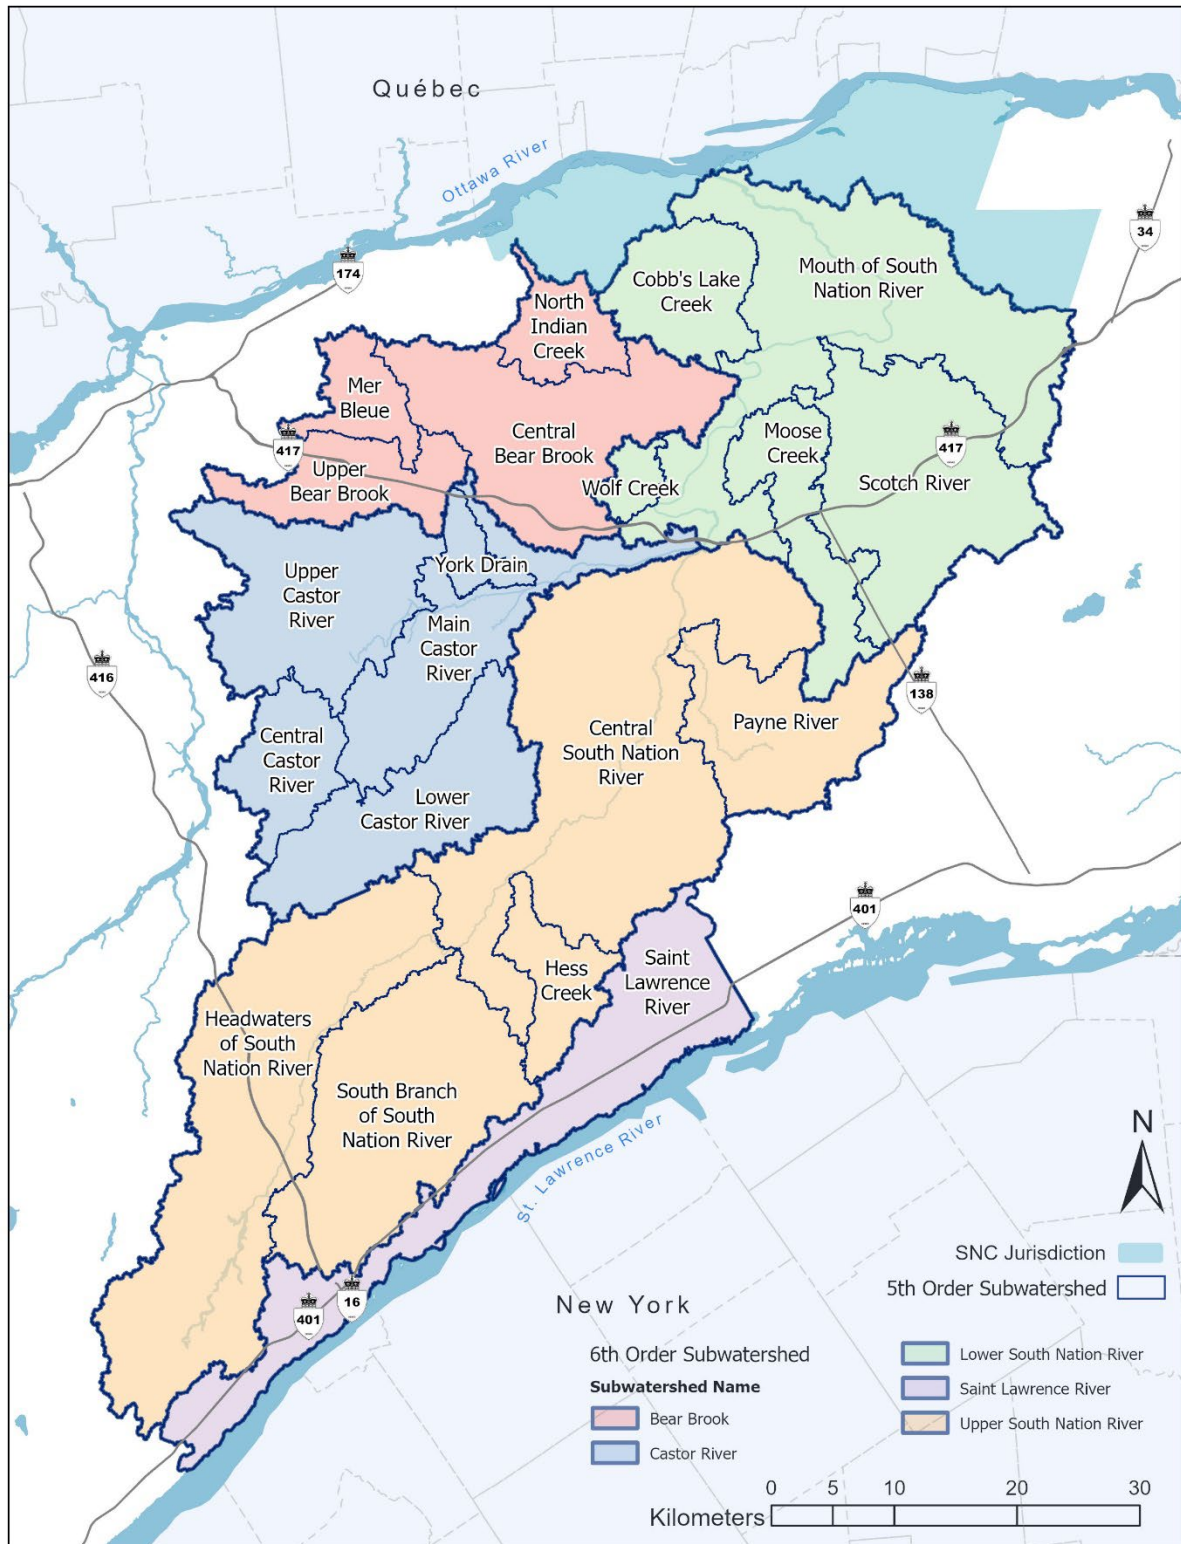 Québec
Ottawa River
34
174
Cobb's Lake
Creek
Mouth of South
Nation River
North
Indian
Creek
Mer
Bleue
417
Upper
Bear Brook
Central
Bear Brook
Moose
Creek
417
Wolf Creek
Scotch River
York Drain
Upper
Castor
River
Main
Castor
River
416
138
Central
Castor
River
Central
South Nation
River
Payne River
Lower
Castor River
401
Hess
Creek
Saint
Lawrence
River
Headwaters
of South
Nation River
South Branch
of South
Nation River
St. Lawrence River
N
16
401
SNC Jurisdiction
5th Order Subwatershed
New York
6th Order Subwatershed
Subwatershed Name
Bear Brook
Castor River
Lower South Nation River
Saint Lawrence River
Upper South Nation River
0 5 10 20 30
Kilometers